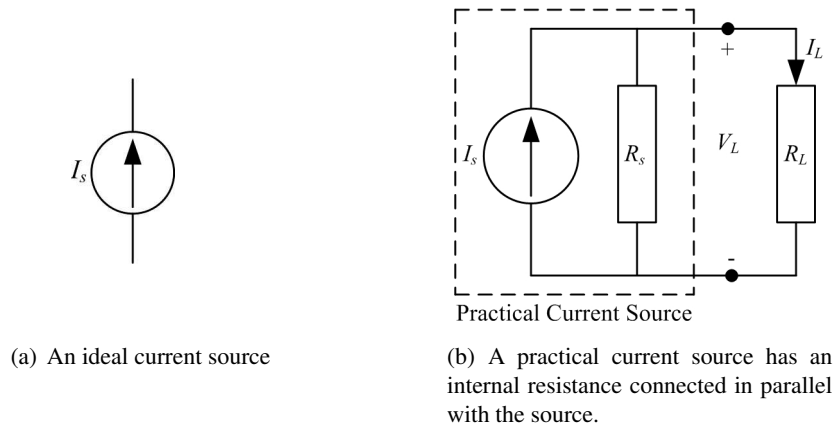 I_s
I_s
R_s
+
V_L
-
I_L
R_L
Practical Current Source
(a) An ideal current source
(b) A practical current source has an
internal resistance connected in parallel
with the source.